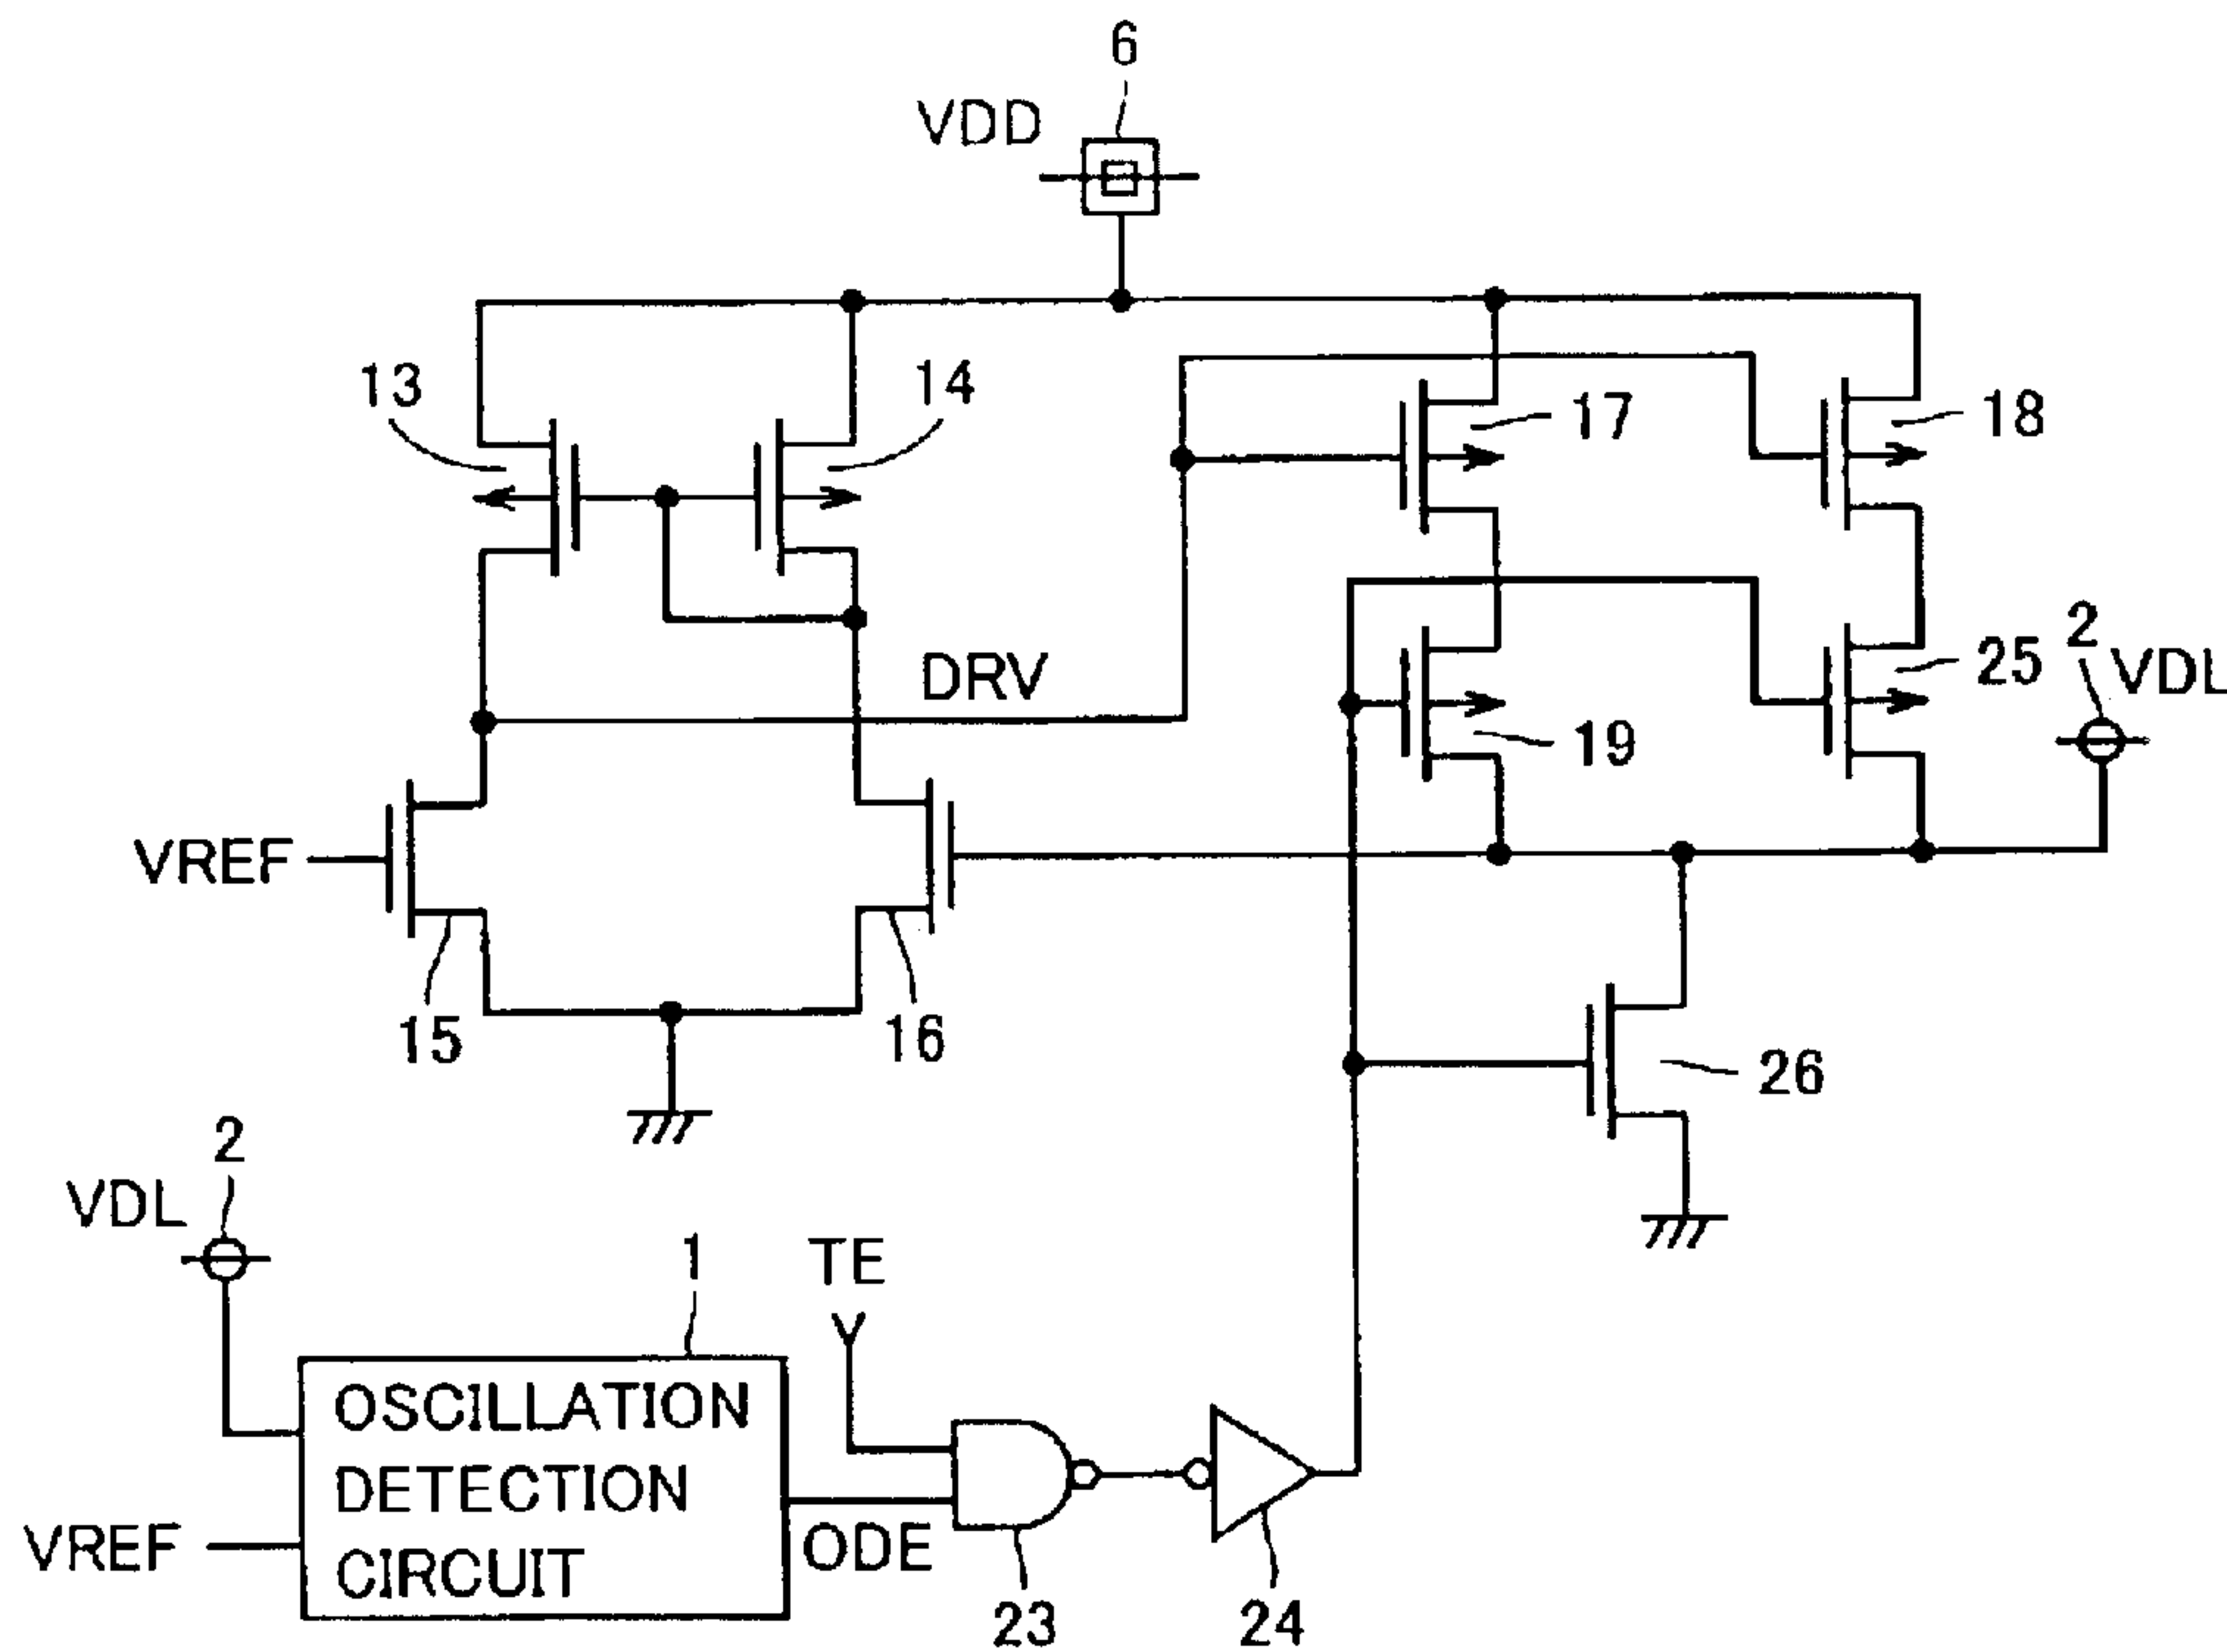 6
VDD
13
14
17
18
DRV
25
2
VDL
19
VREF
15
16
26
2
VDL
1
TE
OSCILLATION
DETECTION
CIRCUIT
VREF
ODE
23
24